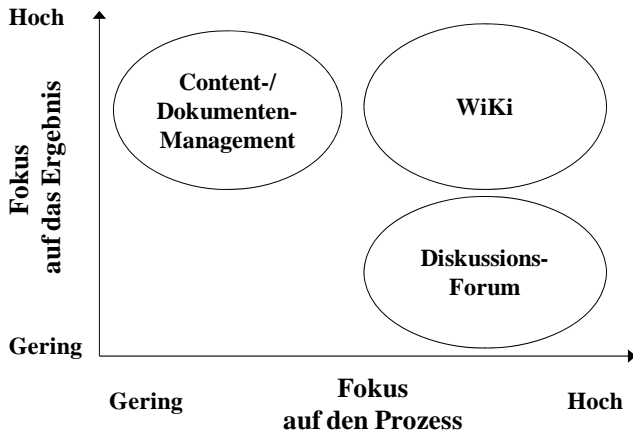 Hoch
Fokus
auf das Ergebnis
Gering
Content-/
Dokumenten-
Management
WiKi
Diskussions-
Forum
Gering
Fokus
auf den Prozess
Hoch